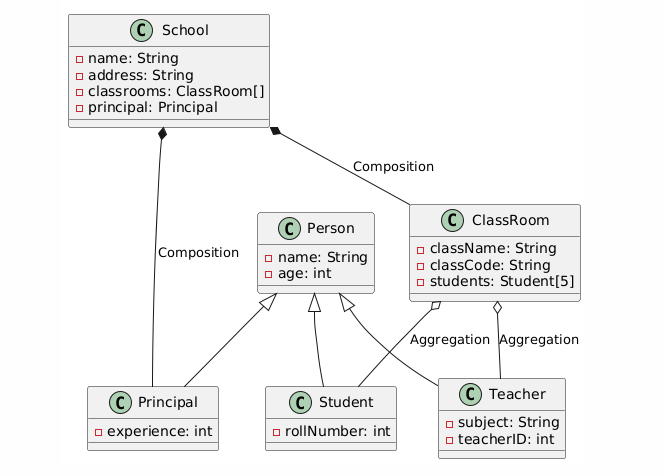 C School
name: String
address: String
classrooms: ClassRoom[]
principal: Principal
Composition
C Person
name: String
age: int
C ClassRoom
className: String
classCode: String
students: Student[5]
Composition
Aggregation
Aggregation
C Principal
experience: int
C Student
rollNumber: int
C Teacher
subject: String
teacherID: int